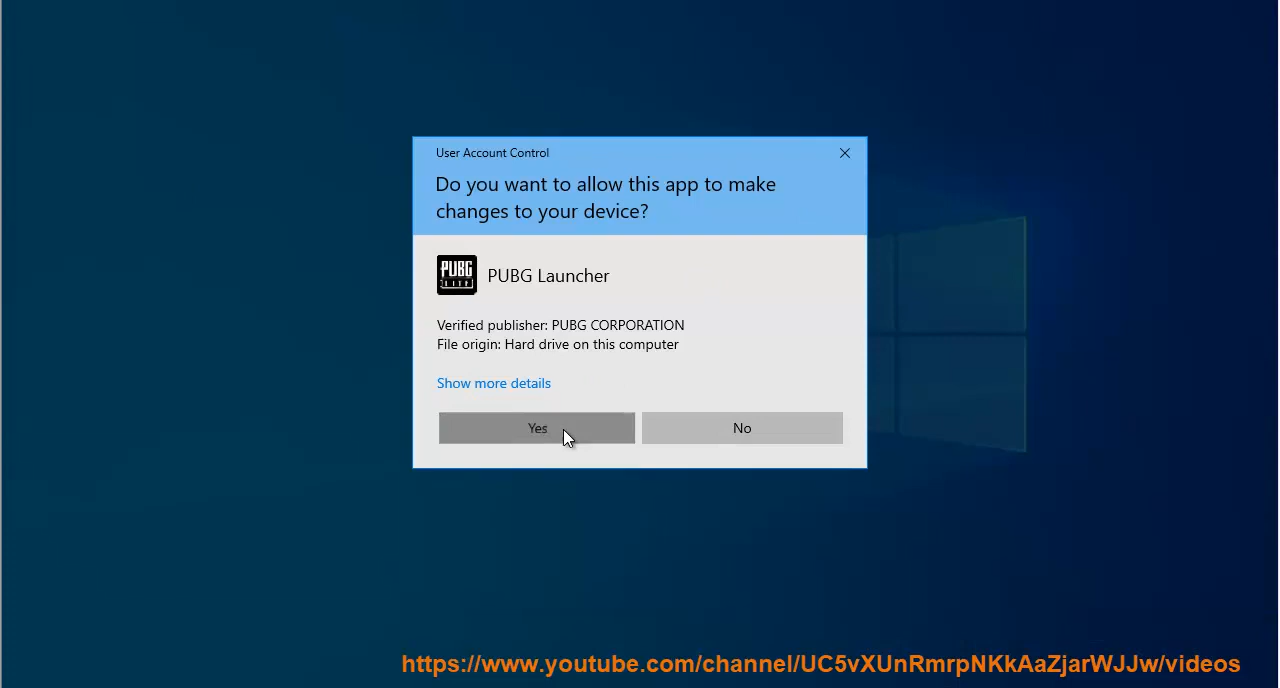 User Account Control
Do you want to allow this app to make
changes to your device?
PUBG
LITE
PUBG Launcher
Verified publisher: PUBG CORPORATION
File origin: Hard drive on this computer
Show more details
Yes
No
https://www.youtube.com/channel/UC5vXUnRmrpNKkAaZjarWJJw/videos